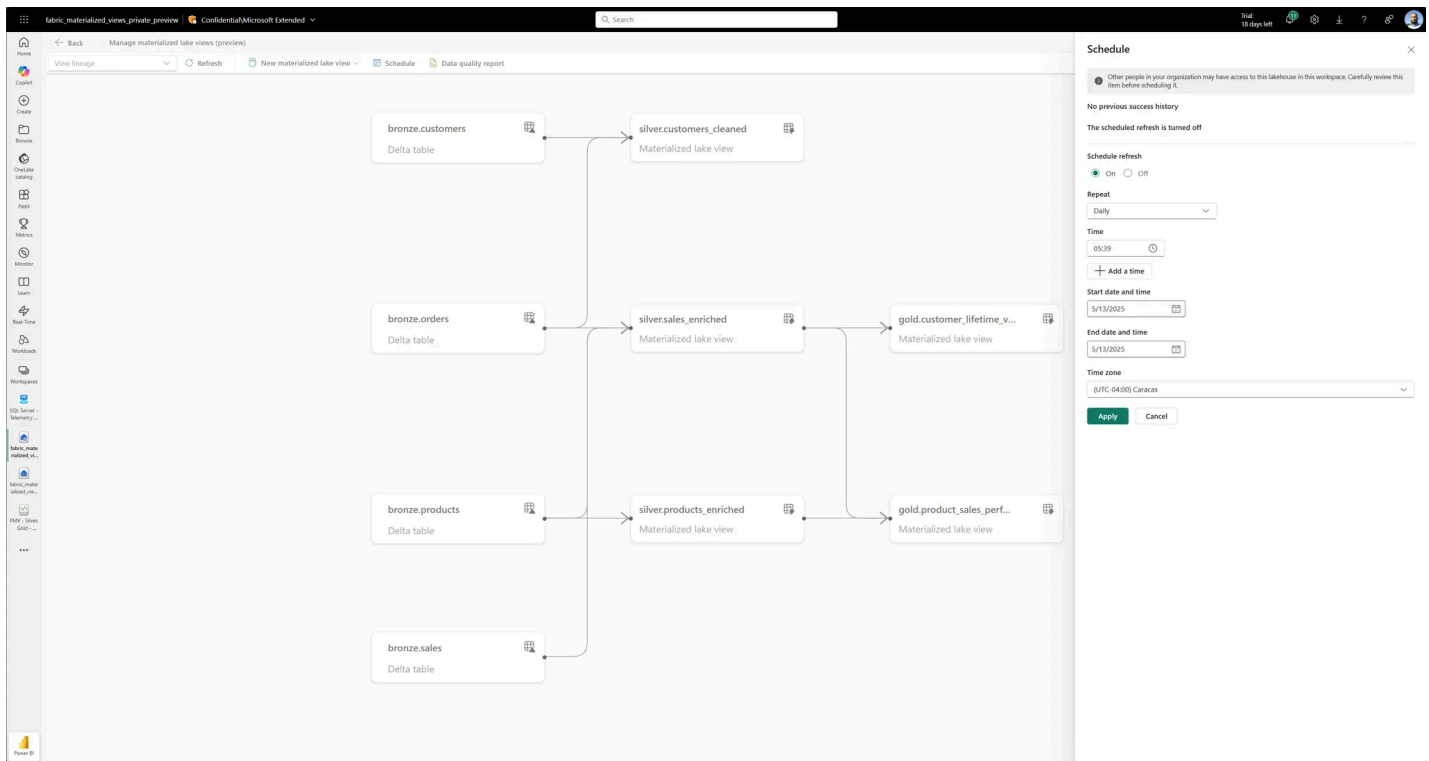 fabric_materialized_views_private_preview
Confidential\Microsoft Extended
Search
Trial:
18 days left
11
Home
Copilot
Create
Browse
OneLake
catalog
Apps
Metrics
Monitor
Learn
Real-Time
Workloads
Workspaces
SQL Server -
Telemetry ...
fabric_mate
rialized_vi...
fabric_mater
ialized_vie...
FMV - Silver,
Gold - ...
Power BI
Back
Manage materialized lake views (preview)
View lineage
Refresh
New materialized lake view
Schedule
Data quality report
bronze.customers
Delta table
silver.customers_cleaned
Materialized lake view
bronze.orders
Delta table
silver.sales_enriched
Materialized lake view
gold.customer_lifetime_v...
Materialized lake view
bronze.products
Delta table
silver.products_enriched
Materialized lake view
gold.product_sales_perf...
Materialized lake view
bronze.sales
Delta table
Schedule
Other people in your organization may have access to this lakehouse in this workspace. Carefully review this
item before scheduling it.
No previous success history
The scheduled refresh is turned off
Schedule refresh
On
Off
Repeat
Daily
Time
05:39
Add a time
Start date and time
5/13/2025
End date and time
5/13/2025
Time zone
(UTC-04:00) Caracas
Apply
Cancel